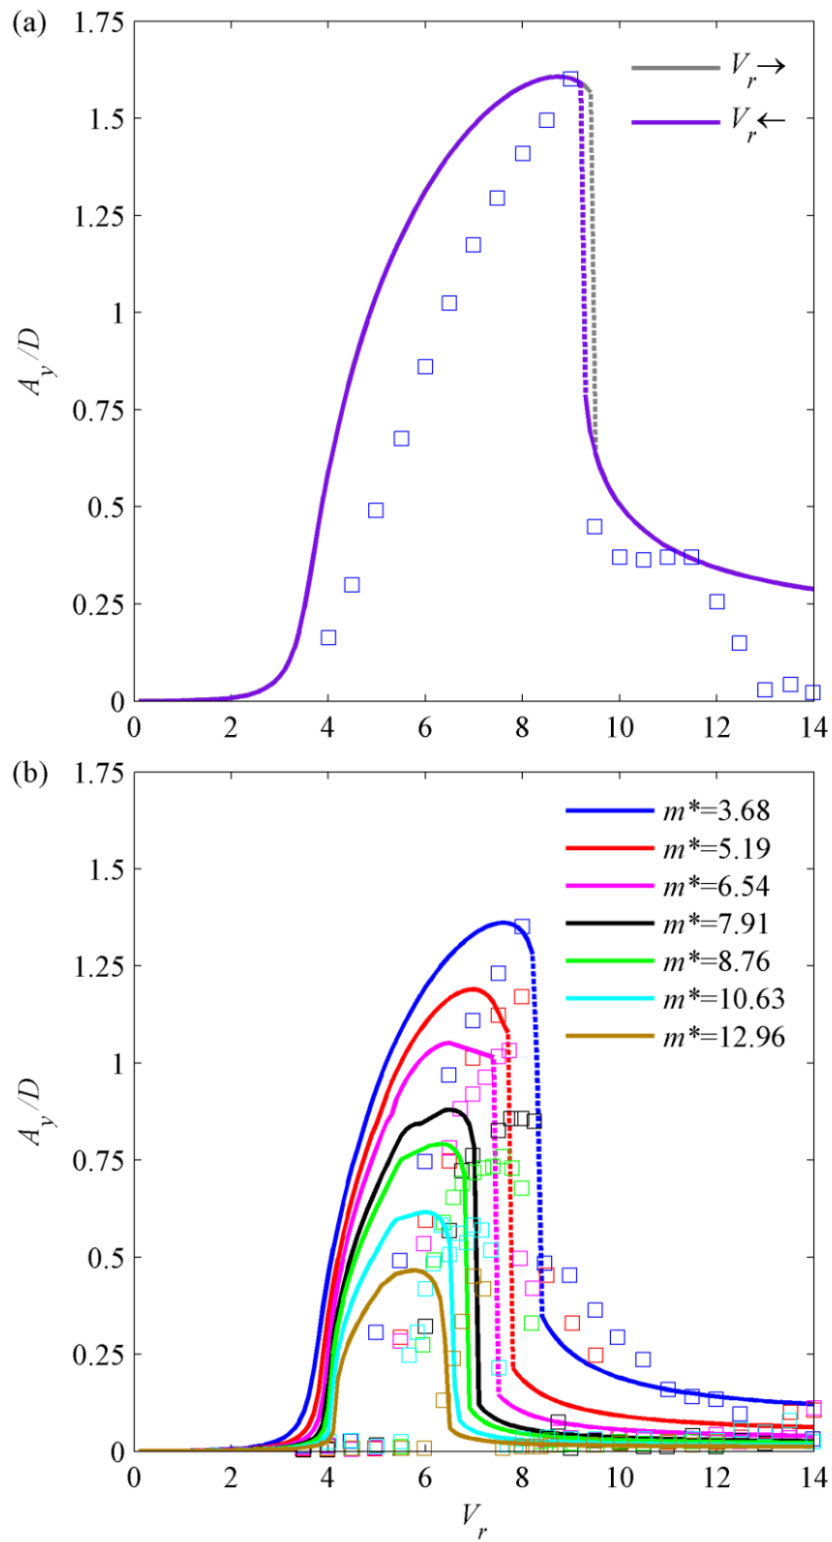 (a)
1.75
1.5
1.25
1
0.75
0.5
0.25
0
A_y/D
V_r→
V_r←
0 2 4 6 8 10 12 14
(b)
1.75
1.5
1.25
1
0.75
0.5
0.25
0
A_y/D
m*=3.68
m*=5.19
m*=6.54
m*=7.91
m*=8.76
m*=10.63
m*=12.96
0 2 4 6 8 10 12 14
V_r